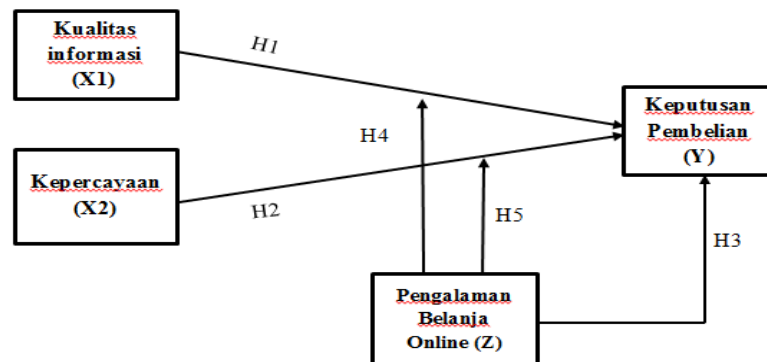 Kualitas
informasi
(X1)
H1
Keputusan
Pembelian
(Y)
H4
Kepercayaan
(X2)
H2
H5
H3
Pengalaman
Belanja
Online (Z)